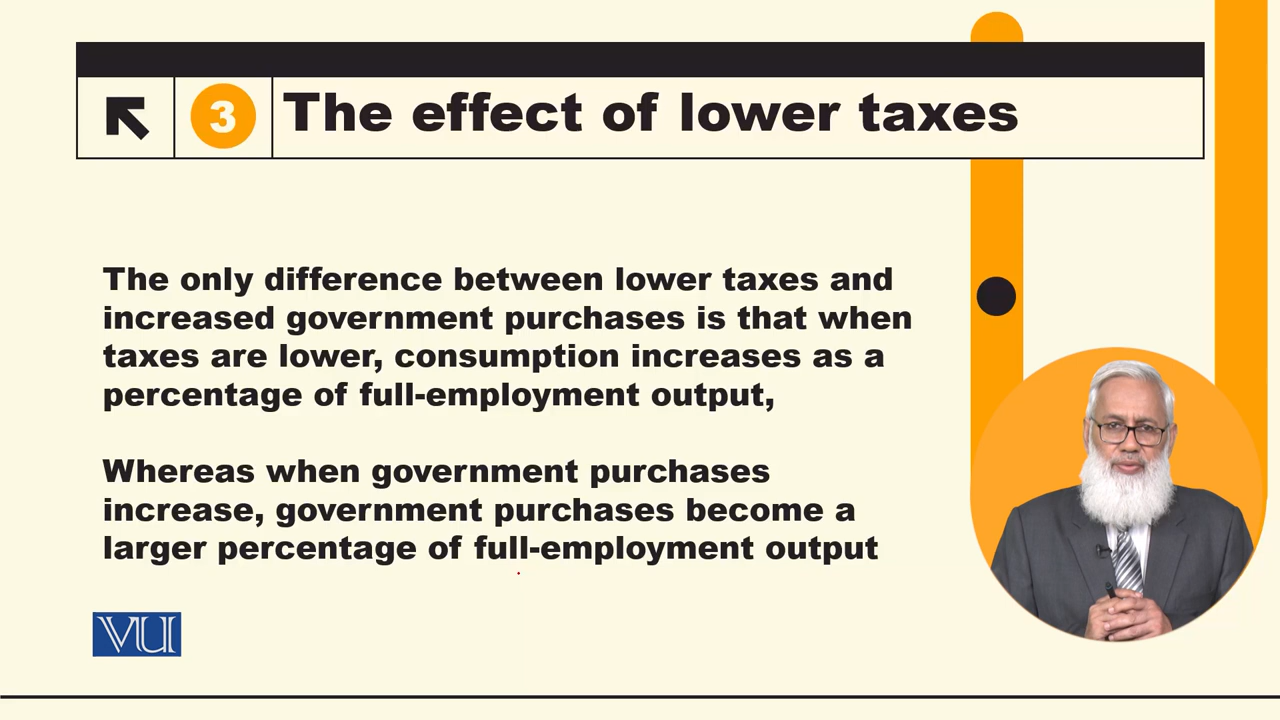 3 The effect of lower taxes
The only difference between lower taxes and
increased government purchases is that when
taxes are lower, consumption increases as a
percentage of full-employment output,
Whereas when government purchases
increase, government purchases become a
larger percentage of full-employment output
VU